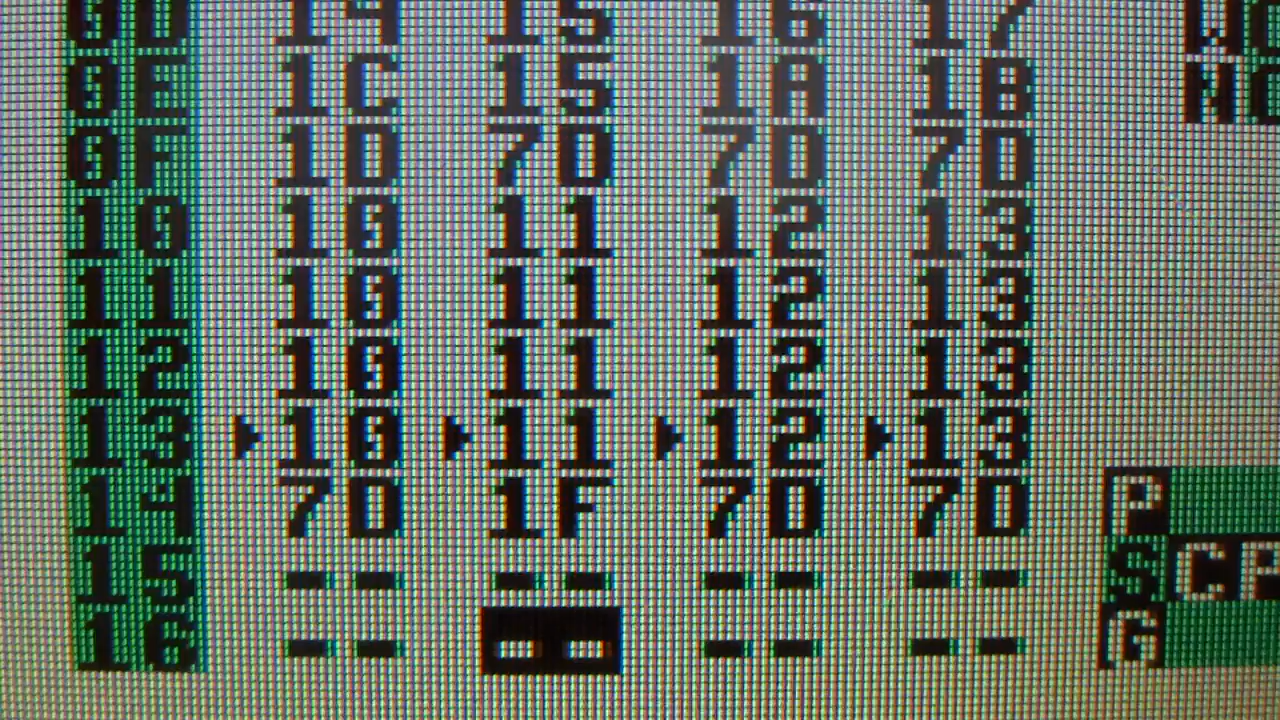 0D 14 15 16 17 W
0E 1C 15 1A 1B N
0F 1D 7D 7D 7D
10 10 11 12 13
11 10 11 12 13
12 10 11 12 13
13 10 11 12 13
14 7D 1F 7D 7D P
15 -- -- -- -- SC
16 -- -- -- -- G